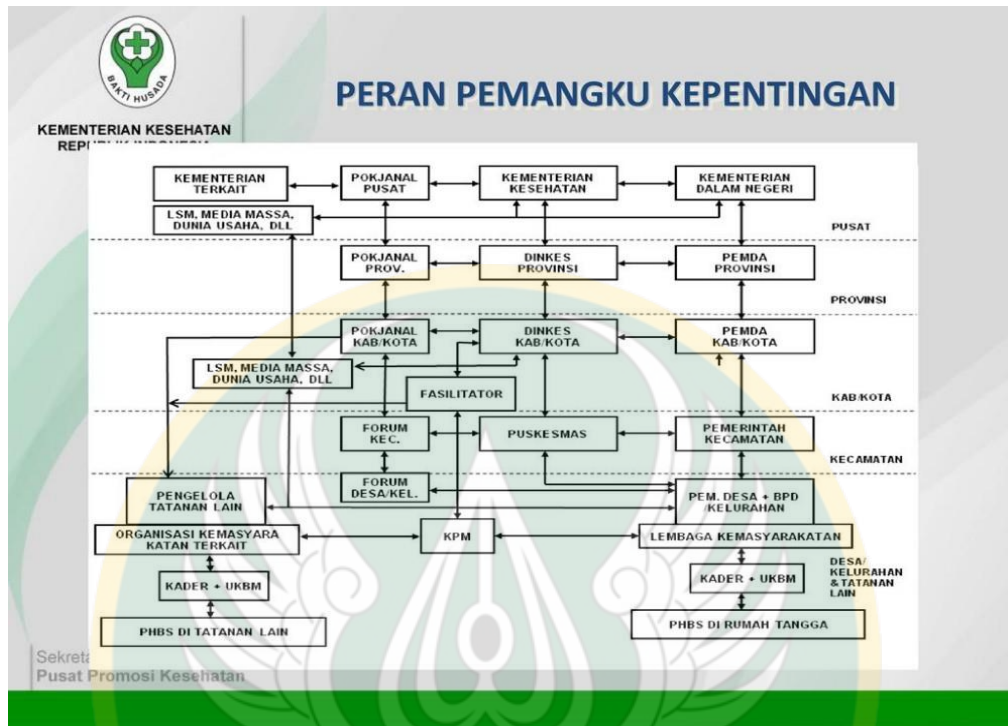 BAKTI HUSADA
KEMENTERIAN KESEHATAN
PERAN PEMANGKU KEPENTINGAN
KEMENTERIAN
TERKAIT
POKJANAL
PUSAT
KEMENTERIAN
KESEHATAN
KEMENTERIAN
DALAM NEGERI
LSM, MEDIA MASSA,
DUNIA USAHA, DLL
PUSAT
POKJANAL
PROV.
DINKES
PROVINSI
PEMDA
PROVINSI
PROVINSI
POKJANAL
KAB/KOTA
DINKES
KAB/KOTA
PEMDA
KAB/KOTA
LSM, MEDIA MASSA,
DUNIA USAHA, DLL
FASILITATOR
KAB/KOTA
FORUM
KEC.
PUSKESMAS
PEMERINTAH
KECAMATAN
KECAMATAN
FORUM
DESA/KEL.
PENGELOLA
TATANAN LAIN
PEM. DESA + BPD
KELURAHAN
ORGANISASI KEMASYARA
KATAN TERKAIT
KPM
LEMBAGA KEMASYARAKATAN
DESA/
KELURAHAN
& TATANAN
LAIN
KADER + UKBM
KADER + UKBM
PHBS DI TATANAN LAIN
PHBS DI RUMAH TANGGA
Pusat Promosi Kesehatan